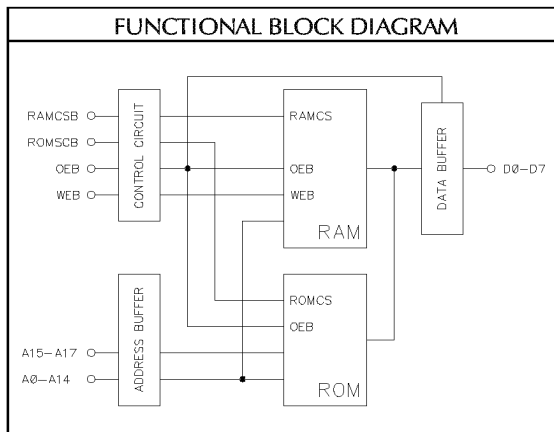 FUNCTIONAL BLOCK DIAGRAM
RAMCSB
ROMSCB
OEB
WEB
CONTROL CIRCUIT
RAMCS
OEB
WEB
RAM
DATA BUFFER
DØ-D7
A15-A17
AØ-A14
ADDRESS BUFFER
ROMCS
OEB
ROM